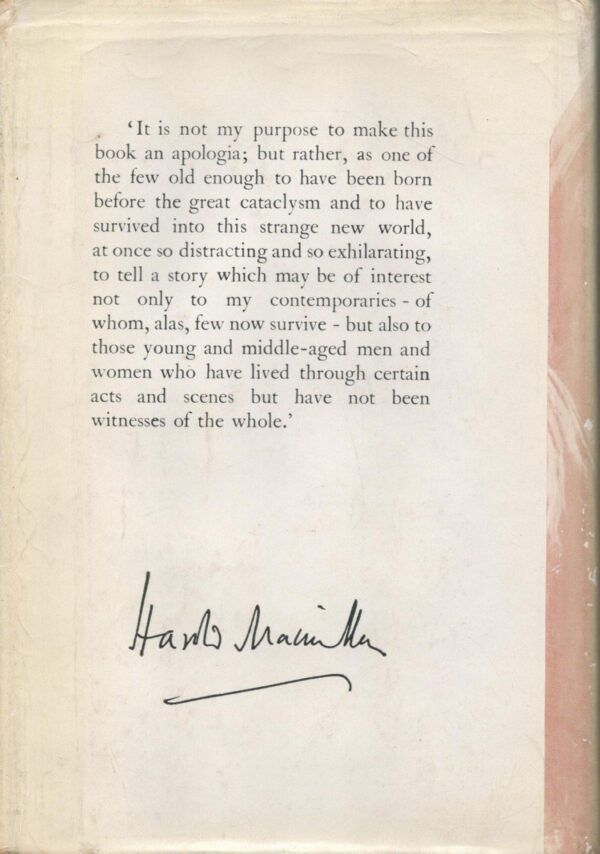 ‘It is not my purpose to make this
book an apologia; but rather, as one of
the few old enough to have been born
before the great cataclysm and to have
survived into this strange new world,
at once so distracting and so exhilarating,
to tell a story which may be of interest
not only to my contemporaries - of
whom, alas, few now survive - but also to
those young and middle-aged men and
women who have lived through certain
acts and scenes but have not been
witnesses of the whole.’
Harold Macmillan